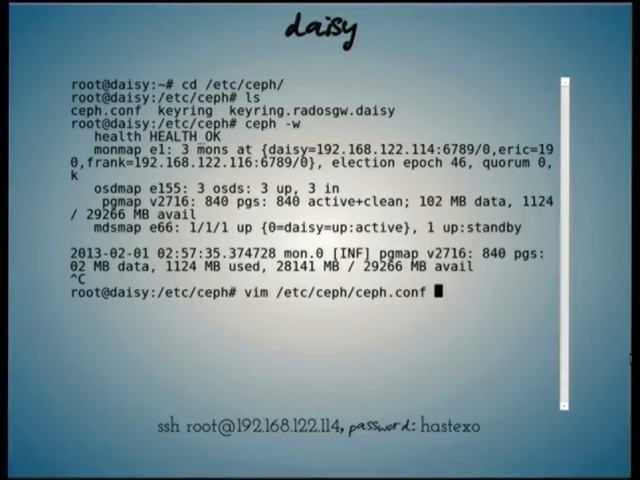 daisy
root@daisy:~# cd /etc/ceph/
root@daisy:/etc/ceph# ls
ceph.conf  keyring  keyring.radosgw.daisy
root@daisy:/etc/ceph# ceph -w
   health HEALTH_OK
   monmap e1: 3 mons at {daisy=192.168.122.114:6789/0,eric=19
0,frank=192.168.122.116:6789/0}, election epoch 46, quorum 0,
k
   osdmap e155: 3 osds: 3 up, 3 in
    pgmap v2716: 840 pgs: 840 active+clean; 102 MB data, 1124
/ 29266 MB avail
   mdsmap e66: 1/1/1 up {0=daisy=up:active}, 1 up:standby
2013-02-01 02:57:35.374728 mon.0 [INF] pgmap v2716: 840 pgs:
02 MB data, 1124 MB used, 28141 MB / 29266 MB avail
^C
root@daisy:/etc/ceph# vim /etc/ceph/ceph.conf
ssh root@192.168.122.114, password: hastexo